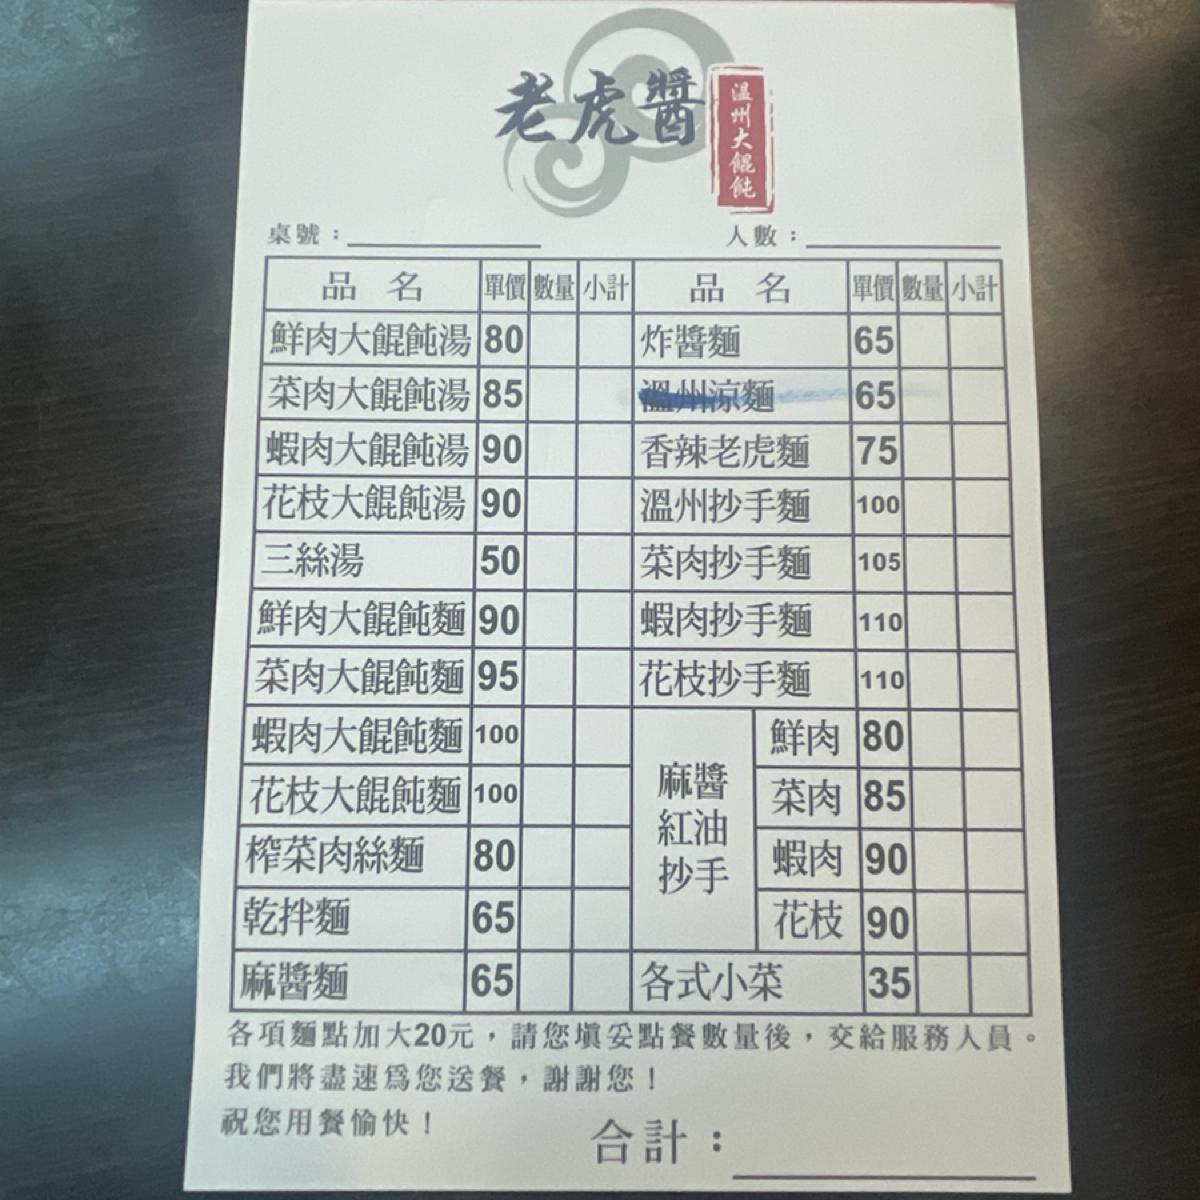 老虎醬
溫州大餛飩
桌號：
人數：
品 名 單價 數量 小計 品 名 單價 數量 小計
鮮肉大餛飩湯 80 炸醬麵 65
菜肉大餛飩湯 85 溫州涼麵 65
蝦肉大餛飩湯 90 香辣老虎麵 75
花枝大餛飩湯 90 溫州抄手麵 100
三絲湯 50 菜肉抄手麵 105
鮮肉大餛飩麵 90 蝦肉抄手麵 110
菜肉大餛飩麵 95 花枝抄手麵 110
蝦肉大餛飩麵 100 麻醬紅油抄手 鮮肉 80
花枝大餛飩麵 100 菜肉 85
榨菜肉絲麵 80 蝦肉 90
乾拌麵 65 花枝 90
麻醬麵 65 各式小菜 35
各項麵點加大20元，請您填妥點餐數量後，交給服務人員。
我們將盡速為您送餐，謝謝您！
祝您用餐愉快！
合計：